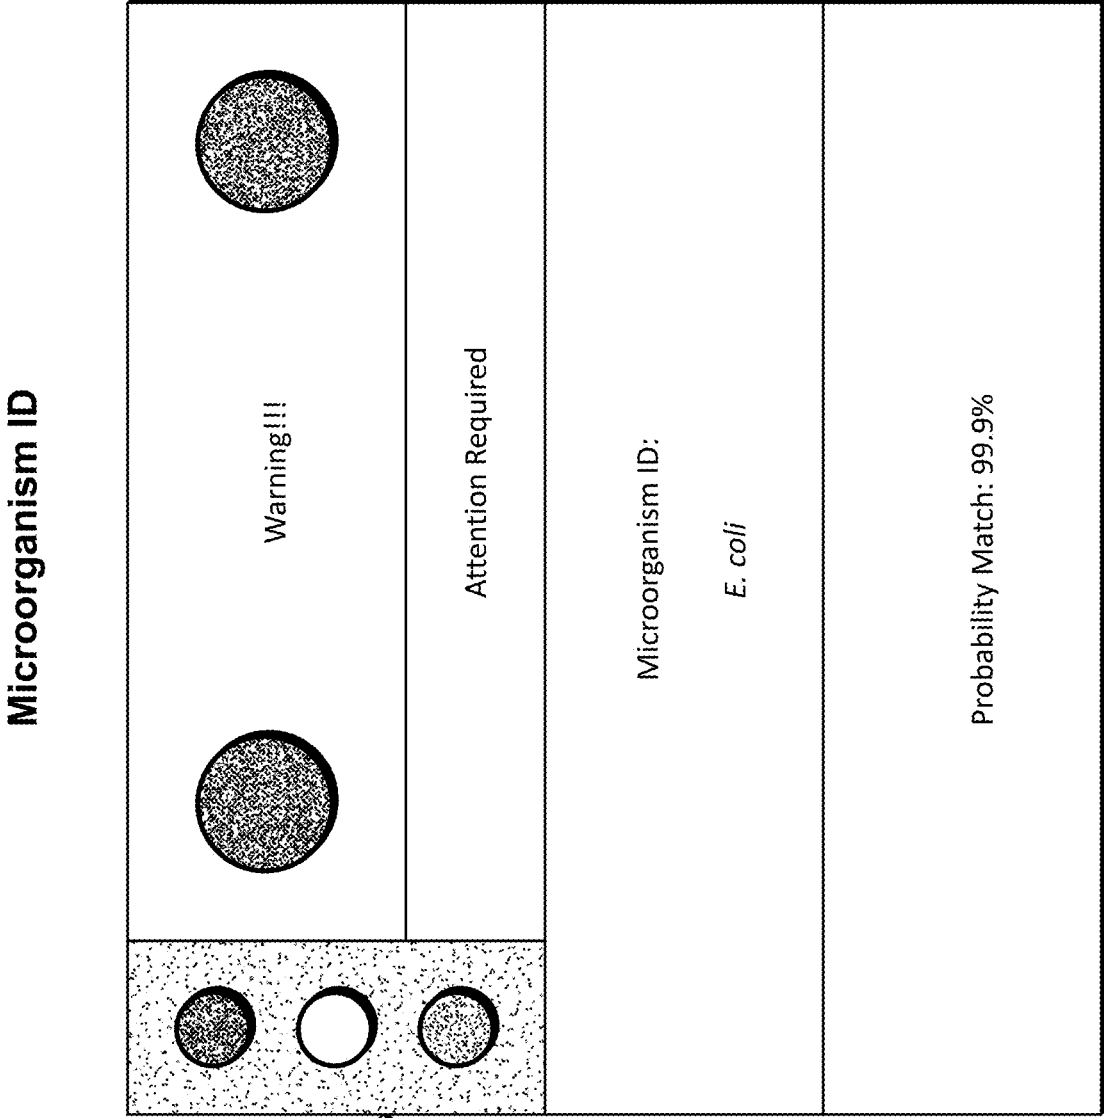 Microorganism ID
Warning!!!
Attention Required
Microorganism ID:
E. coli
Probability Match: 99.9%